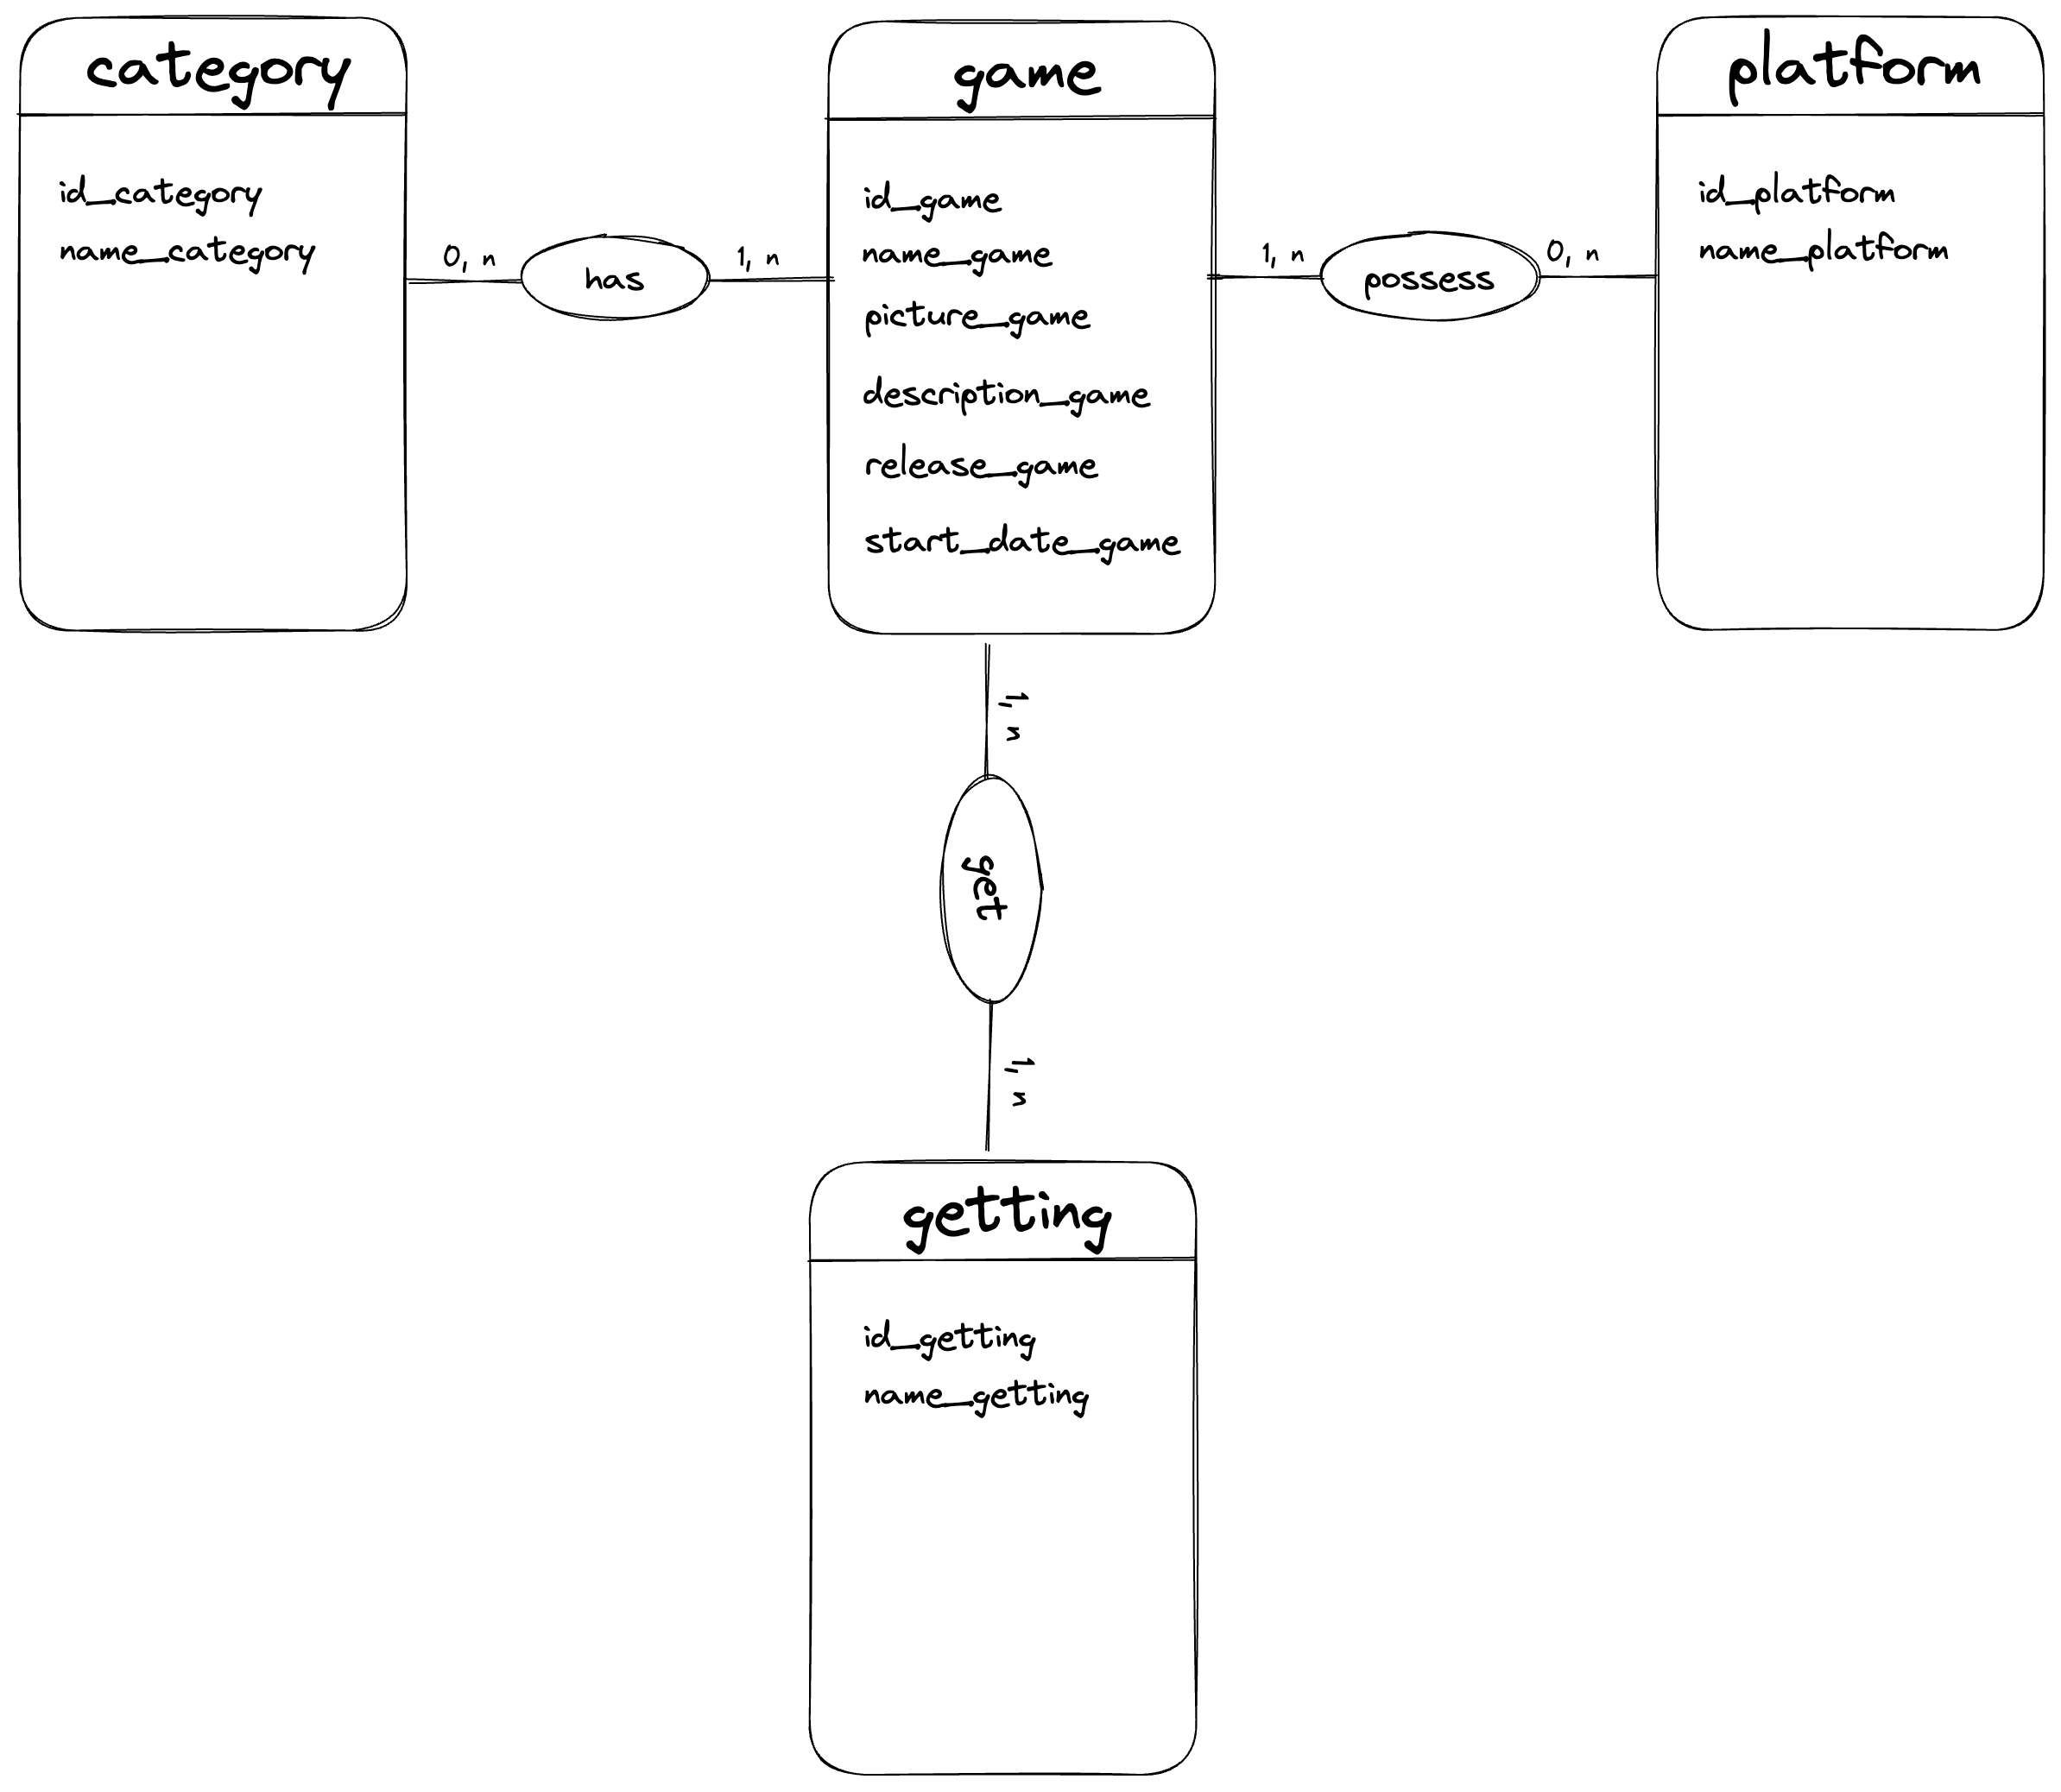 category
id_category
name_category
0, n
has
1, n
game
id_game
name_game
picture_game
description_game
release_game
start_date_game
1, n
possess
0, n
platform
id_platform
name_platform
1, n
get
1, n
getting
id_getting
name_getting